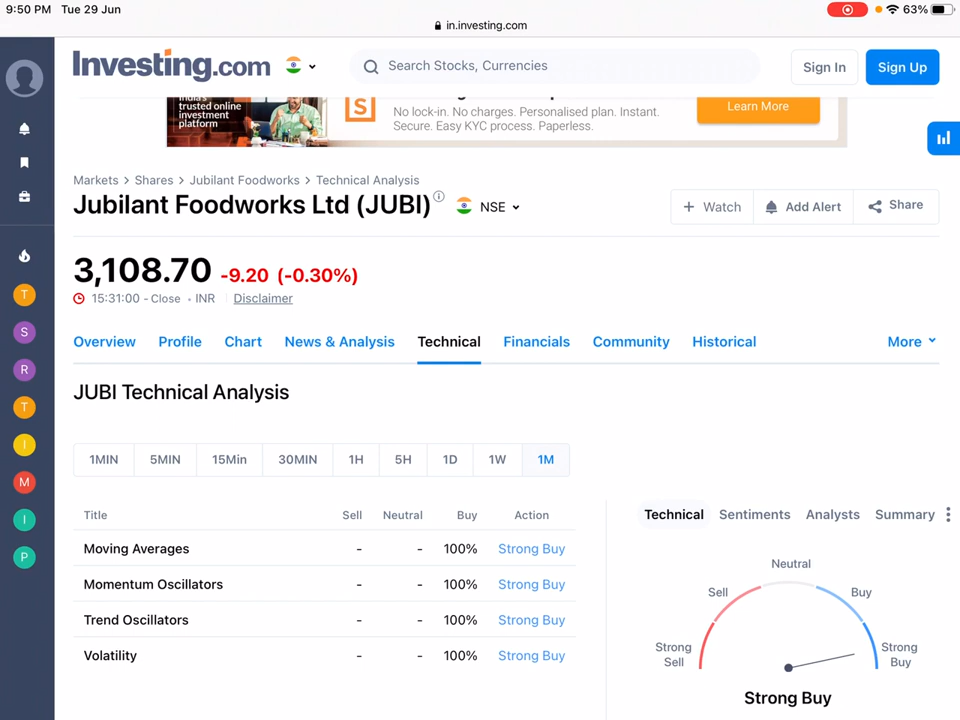 9:50 PM Tue 29 Jun
63%
in.investing.com
Investing.com
Search Stocks, Currencies
Sign In
Sign Up
India's
trusted online
investment
platform
S
No lock-in. No charges. Personalised plan. Instant.
Secure. Easy KYC process. Paperless.
Learn More
Markets > Shares > Jubilant Foodworks > Technical Analysis
Jubilant Foodworks Ltd (JUBI)
NSE
+ Watch
Add Alert
Share
3,108.70 -9.20 (-0.30%)
15:31:00 - Close • INR
Disclaimer
Overview Profile Chart News & Analysis Technical Financials Community Historical More
JUBI Technical Analysis
1MIN 5MIN 15Min 30MIN 1H 5H 1D 1W 1M
Title Sell Neutral Buy Action
Moving Averages - - 100% Strong Buy
Momentum Oscillators - - 100% Strong Buy
Trend Oscillators - - 100% Strong Buy
Volatility - - 100% Strong Buy
Technical Sentiments Analysts Summary
Neutral
Sell
Buy
Strong
Sell
Strong
Buy
Strong Buy
T
S
R
T
I
M
I
P